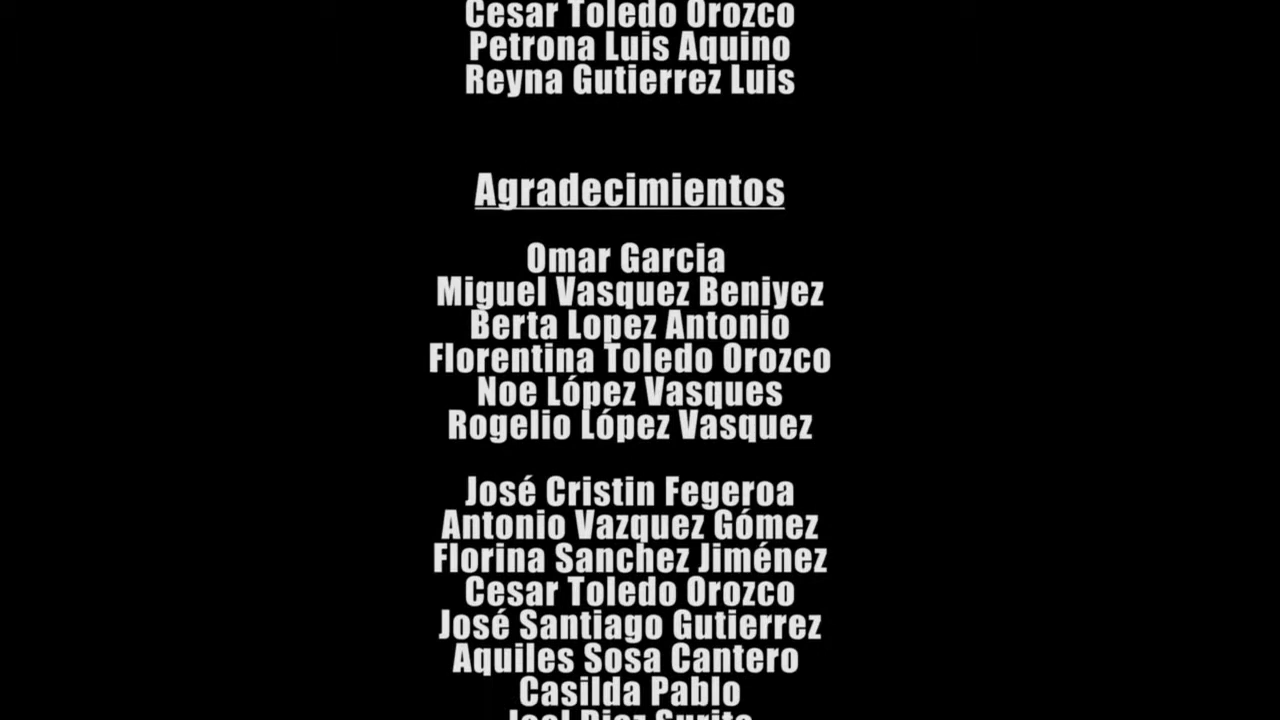 Cesar Toledo Orozco
Petrona Luis Aquino
Reyna Gutierrez Luis
Agradecimientos
Omar Garcia
Miguel Vasquez Beniyez
Berta Lopez Antonio
Florentina Toledo Orozco
Noe López Vasques
Rogelio López Vasquez
José Cristin Fegeroa
Antonio Vazquez Gómez
Florina Sanchez Jiménez
Cesar Toledo Orozco
José Santiago Gutierrez
Aquiles Sosa Cantero
Casilda Pablo